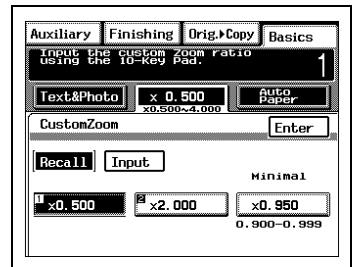 Auxiliary Finishing Orig.▸Copy Basics
Input the custom Zoom ratio
using the 10-Key Pad. 1
Text&Photo x 0.500 Auto
Paper
x0.500~4.000
CustomZoom Enter
Recall Input
Minimal
1 x0.500 2 x2.000 x0.950
0.900-0.999